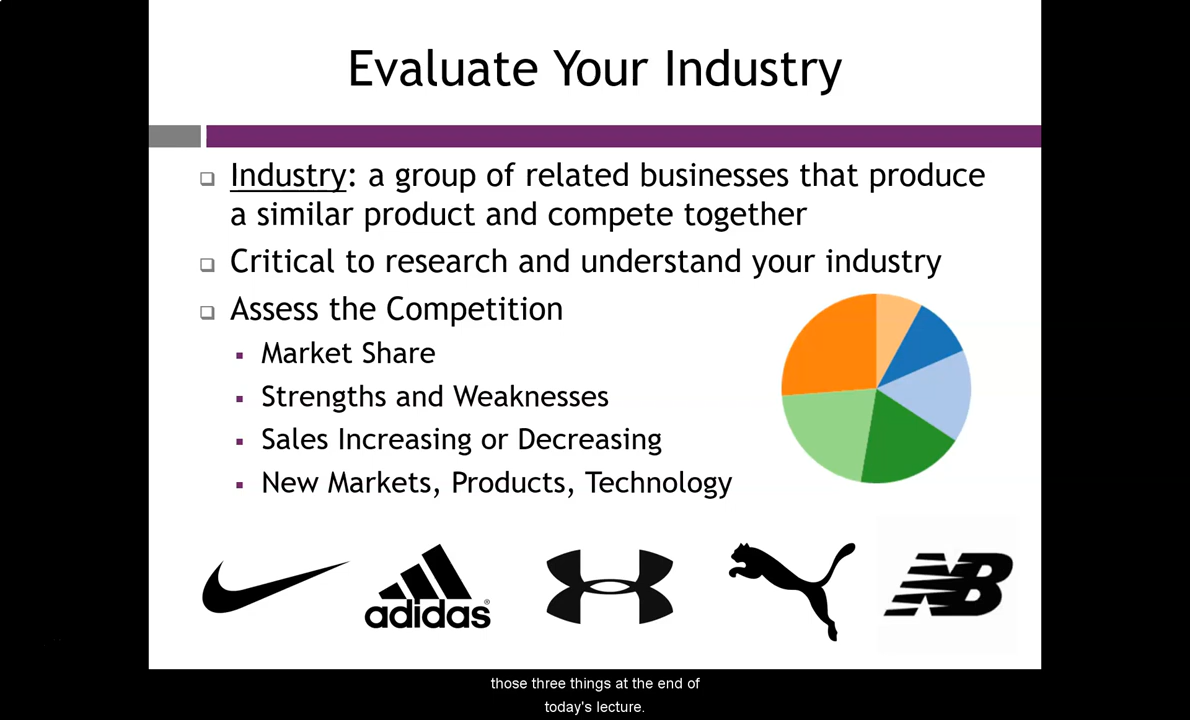 Evaluate Your Industry
Industry: a group of related businesses that produce
a similar product and compete together
Critical to research and understand your industry
Assess the Competition
Market Share
Strengths and Weaknesses
Sales Increasing or Decreasing
New Markets, Products, Technology
adidas®
NB
those three things at the end of
today's lecture.